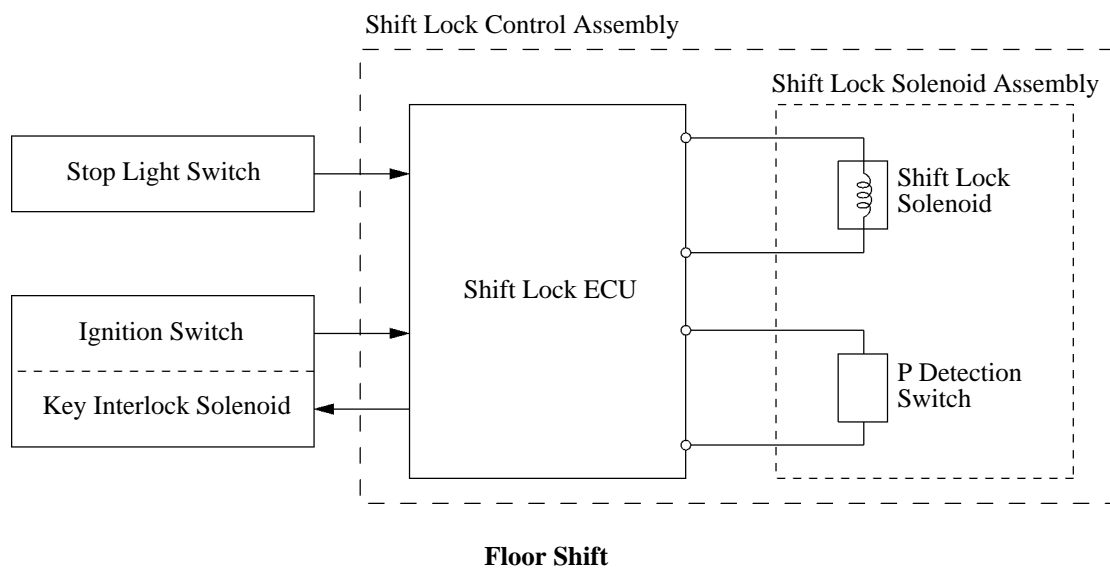 Shift Lock Control Assembly
Shift Lock Solenoid Assembly
Stop Light Switch
Shift Lock
Solenoid
Shift Lock ECU
Ignition Switch
Key Interlock Solenoid
P Detection
Switch
Floor Shift